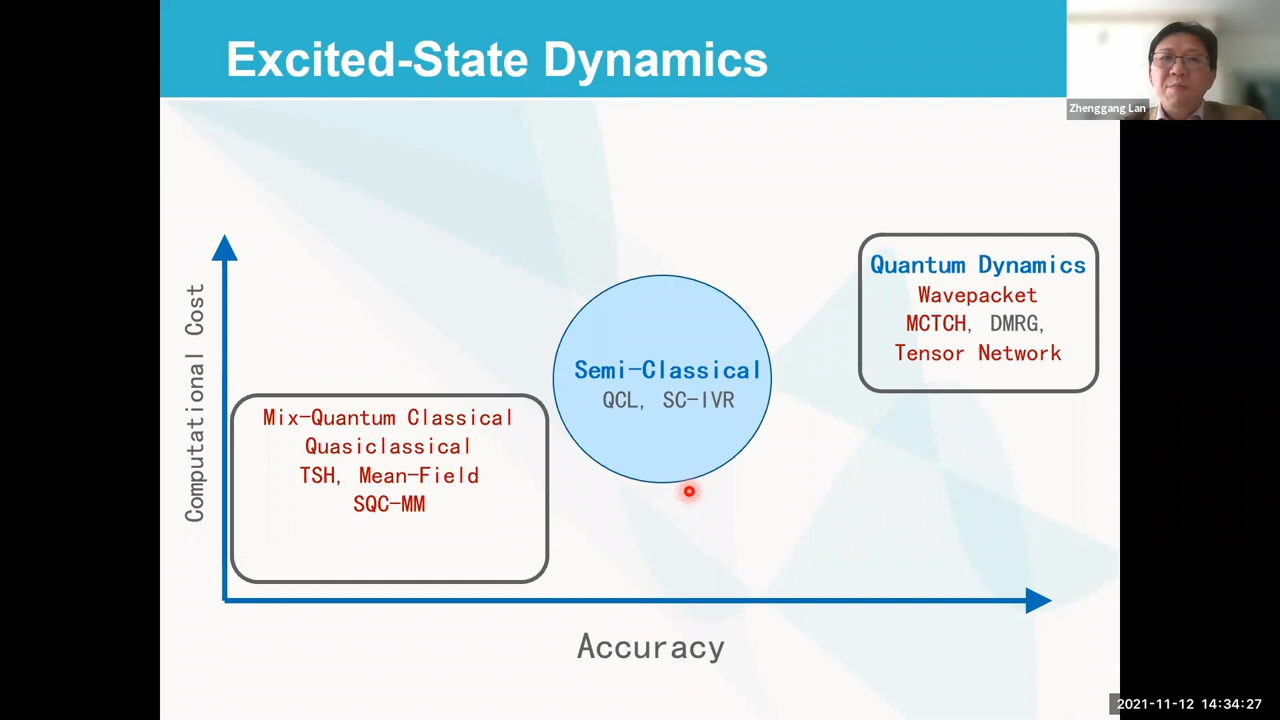 Excited-State Dynamics
Zhenggang Lan
Quantum Dynamics
Wavepacket
MCTCH, DMRG,
Tensor Network
Semi-Classical
QCL, SC-IVR
Mix-Quantum Classical
Quasiclassical
TSH, Mean-Field
SQC-MM
Computational Cost
Accuracy
2021-11-12 14:34:27